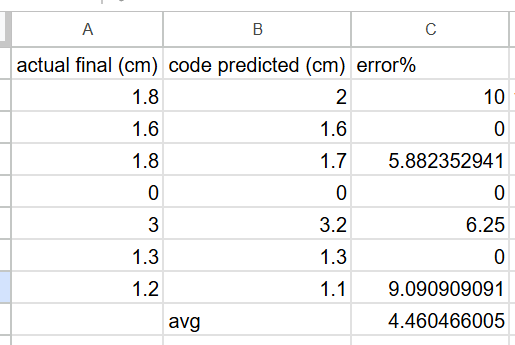 A B C
actual final (cm) code predicted (cm) error%
1.8 2 10
1.6 1.6 0
1.8 1.7 5.882352941
0 0 0
3 3.2 6.25
1.3 1.3 0
1.2 1.1 9.090909091
avg 4.460466005